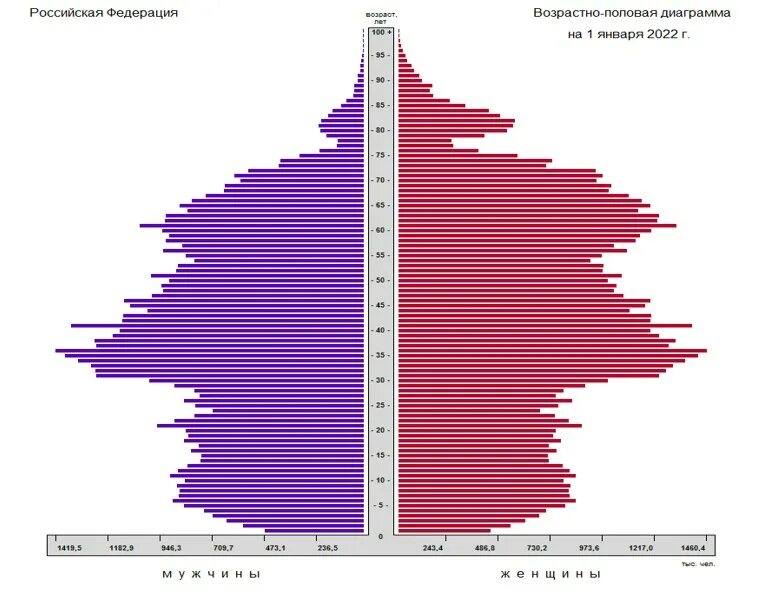 Российская Федерация
возраст,
лет
Возрастно-половая диаграмма
на 1 января 2022 г.
100 +
- 95 -
- 90 -
- 85 -
- 80 -
- 75 -
- 70 -
- 65 -
- 60 -
- 55 -
- 50 -
- 45 -
- 40 -
- 35 -
- 30 -
- 25 -
- 20 -
- 15 -
- 10 -
- 5 -
0
1419,5 1182,9 946,3 709,7 473,1 236,5 243,4 486,8 730,2 973,6 1217,0 1460,4
тыс. чел.
мужчины женщины